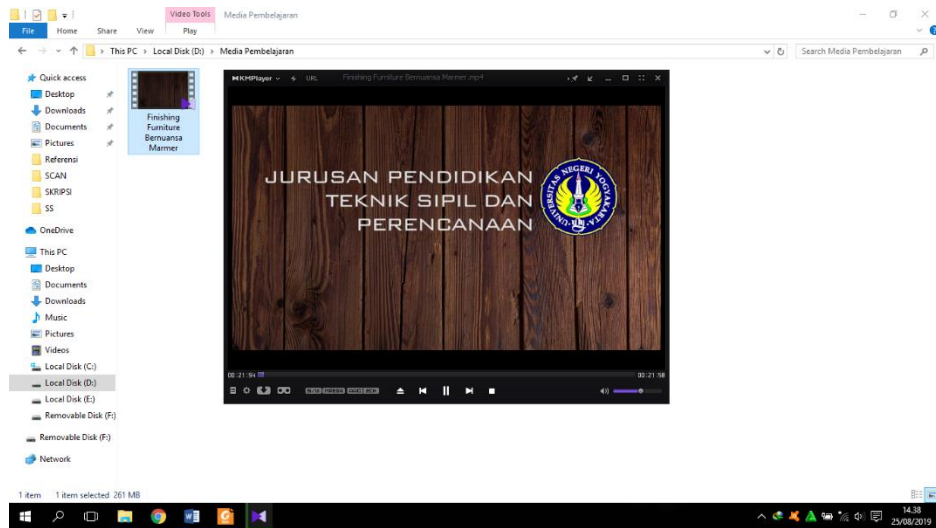 Video Tools
Media Pembelajaran
File
Home
Share
View
Play
This PC
Local Disk (D:)
Media Pembelajaran
Search Media Pembelajaran
Quick access
Desktop
Downloads
Documents
Pictures
Referensi
SCAN
SKRIPSI
SS
OneDrive
This PC
Desktop
Documents
Downloads
Music
Pictures
Videos
Local Disk (C:)
Local Disk (D:)
Local Disk (E:)
Removable Disk (F:)
Removable Disk (F:)
Network
Finishing
Furniture
Bernuansa
Marmer
KMPlayer
URL
Finishing Furniture Bernuansa Marmer.mp4
JURUSAN PENDIDIKAN
TEKNIK SIPIL DAN
PERENCANAAN
UNIVERSITAS NEGERI YOGYAKARTA
00:21:58
1 item
1 item selected 261 MB
14.38
25/08/2019